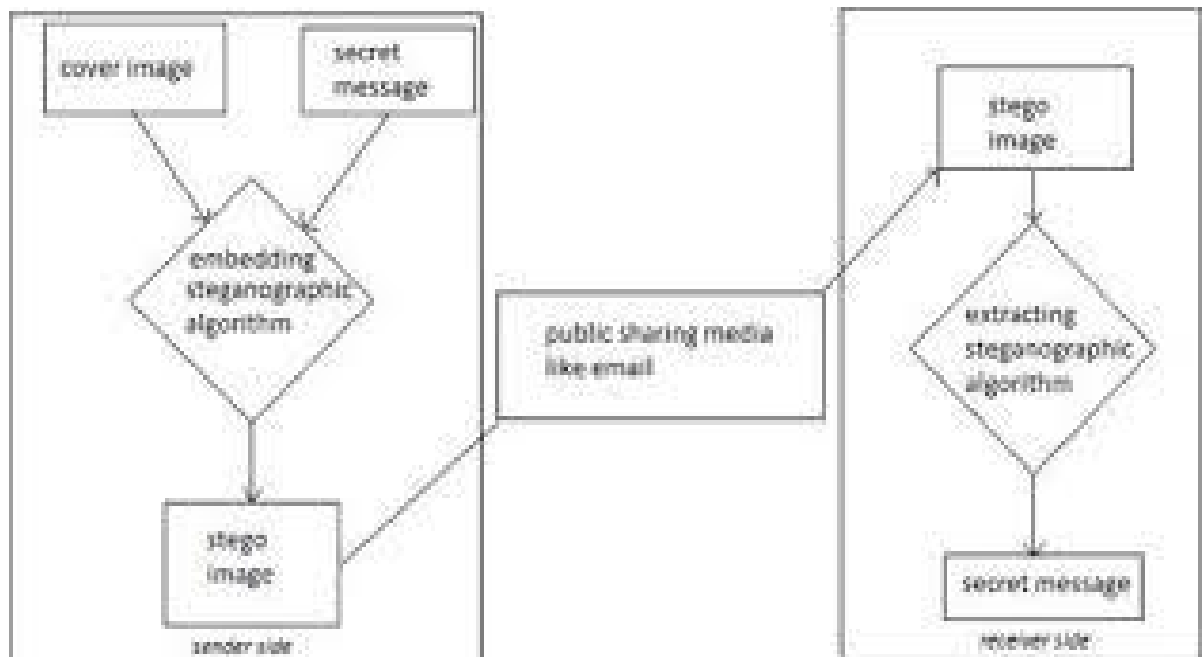 cover image
secret
message
embedding
steganographic
algorithm
stego
image
sender side
public sharing media
like email
stego
image
extracting
steganographic
algorithm
secret message
receiver side